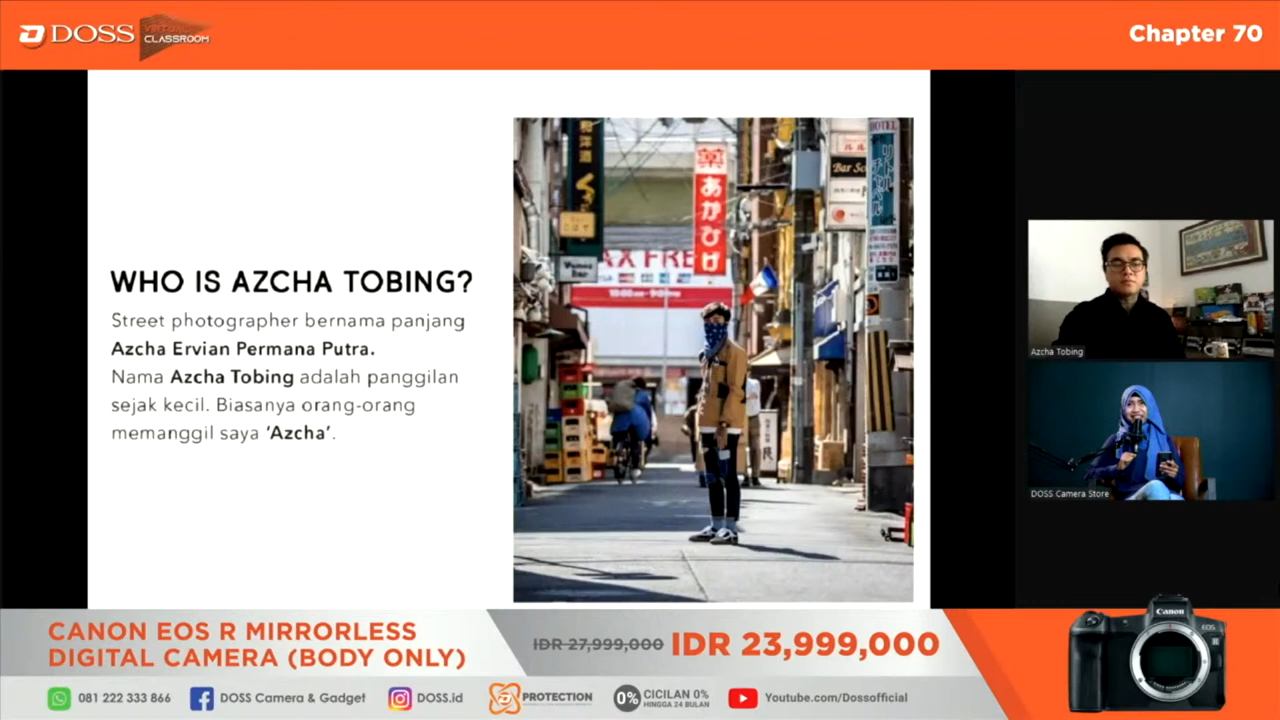 DOSS
VIRTUAL
CLASSROOM
Chapter 70
WHO IS AZCHA TOBING?
Street photographer bernama panjang
Azcha Ervian Permana Putra.
Nama Azcha Tobing adalah panggilan
sejak kecil. Biasanya orang-orang
memanggil saya ‘Azcha’.
あかひげ
TAX FREE
HOTEL
Bar
Azcha Tobing
DOSS Camera Store
CANON EOS R MIRRORLESS
DIGITAL CAMERA (BODY ONLY)
IDR 27,999,000 IDR 23,999,000
Canon
EOS
R
081 222 333 866
DOSS Camera & Gadget
DOSS.id
PROTECTION
0%
CICILAN 0%
HINGGA 24 BULAN
Youtube.com/Dossofficial